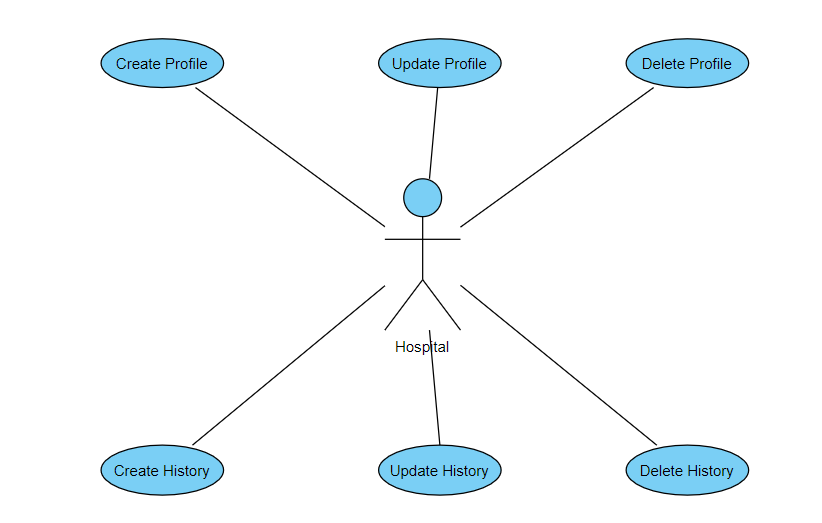 Create Profile
Update Profile
Delete Profile
Hospital
Create History
Update History
Delete History